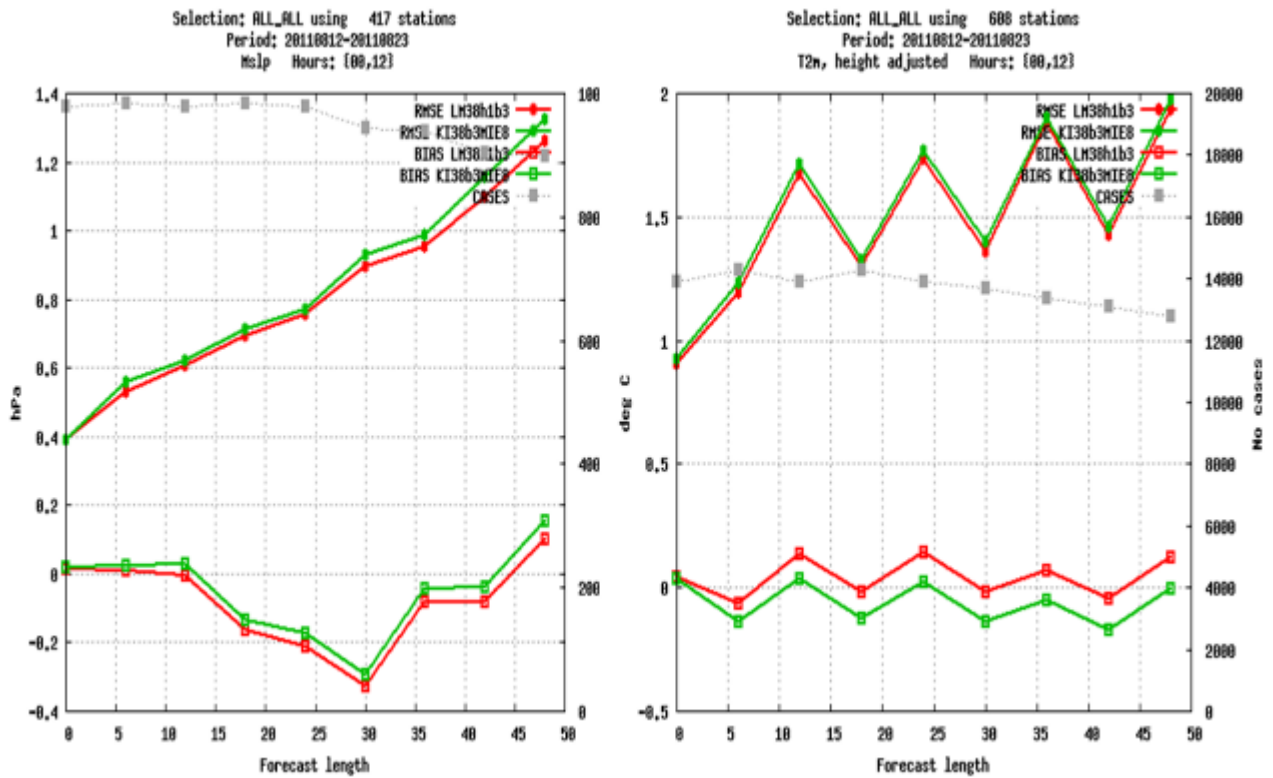 Selection: ALL_ALL using 417 stations
Period: 20110812-20110823
Mslp Hours: {00,12}
RMSE LM38h1b3
RMSE KI38b3MIE8
BIAS LM38h1b3
BIAS KI38b3MIE8
CASES
1.4
1.2
1
0.8
0.6
0.4
0.2
0
-0.2
-0.4
hPa
100
800
600
400
200
0
0 5 10 15 20 25 30 35 40 45 50
Forecast length
Selection: ALL_ALL using 608 stations
Period: 20110812-20110823
T2m, height adjusted Hours: {00,12}
RMSE LM38h1b3
RMSE KI38b3MIE8
BIAS LM38h1b3
BIAS KI38b3MIE8
CASES
2
1.5
1
0.5
0
-0.5
deg C
20000
18000
16000
14000
12000
10000
8000
6000
4000
2000
0
No cases
0 5 10 15 20 25 30 35 40 45 50
Forecast length